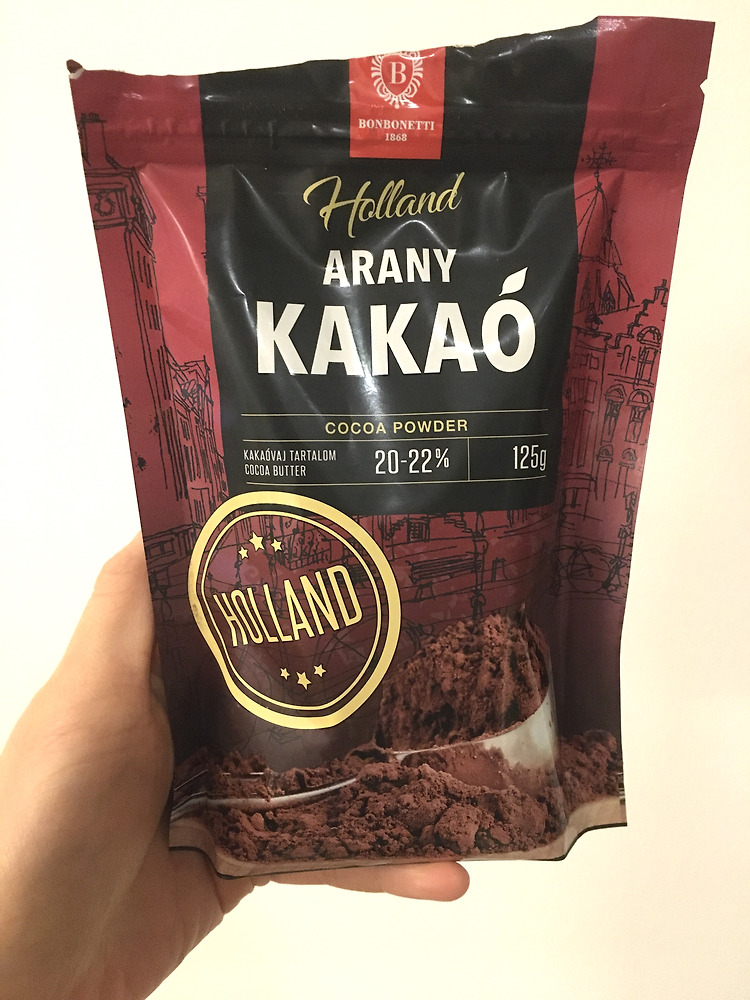 B
BONBONETTI
1868
Holland
ARANY
KAKAÓ
COCOA POWDER
KAKAÓVAJ TARTALOM
COCOA BUTTER
20-22%
125g
HOLLAND